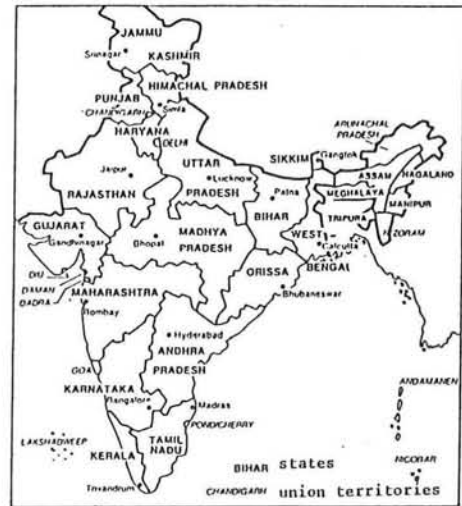 JAMMU
Srinagar
KASHMIR
HIMACHAL PRADESH
PUNJAB
Simla
CHANDIGARH
HARYANA
DELHI
ARUNACHAL
PRADESH
UTTAR
SIKKIM
Gangtok
Jaipur
Lucknow
ASSAM
NAGALAND
RAJASTHAN
PRADESH
Patna
MEGHALAYA
BIHAR
MANIPUR
GUJARAT
MADHYA
WEST
TRIPURA
Gandhinagar
Bhopal
PRADESH
Calcutta
MIZORAM
BENGAL
DIU
ORISSA
DAMAN
MAHARASHTRA
DADRA
Bhubaneswar
Bombay
Hyderabad
ANDHRA
GOA
PRADESH
ANDAMANEN
KARNATAKA
Bangalore
Madras
PONDICHERRY
LAKSHADWEEP
TAMIL
KERALA
NADU
NICOBAR
BIHAR states
Trivandrum
CHANDIGARH union territories